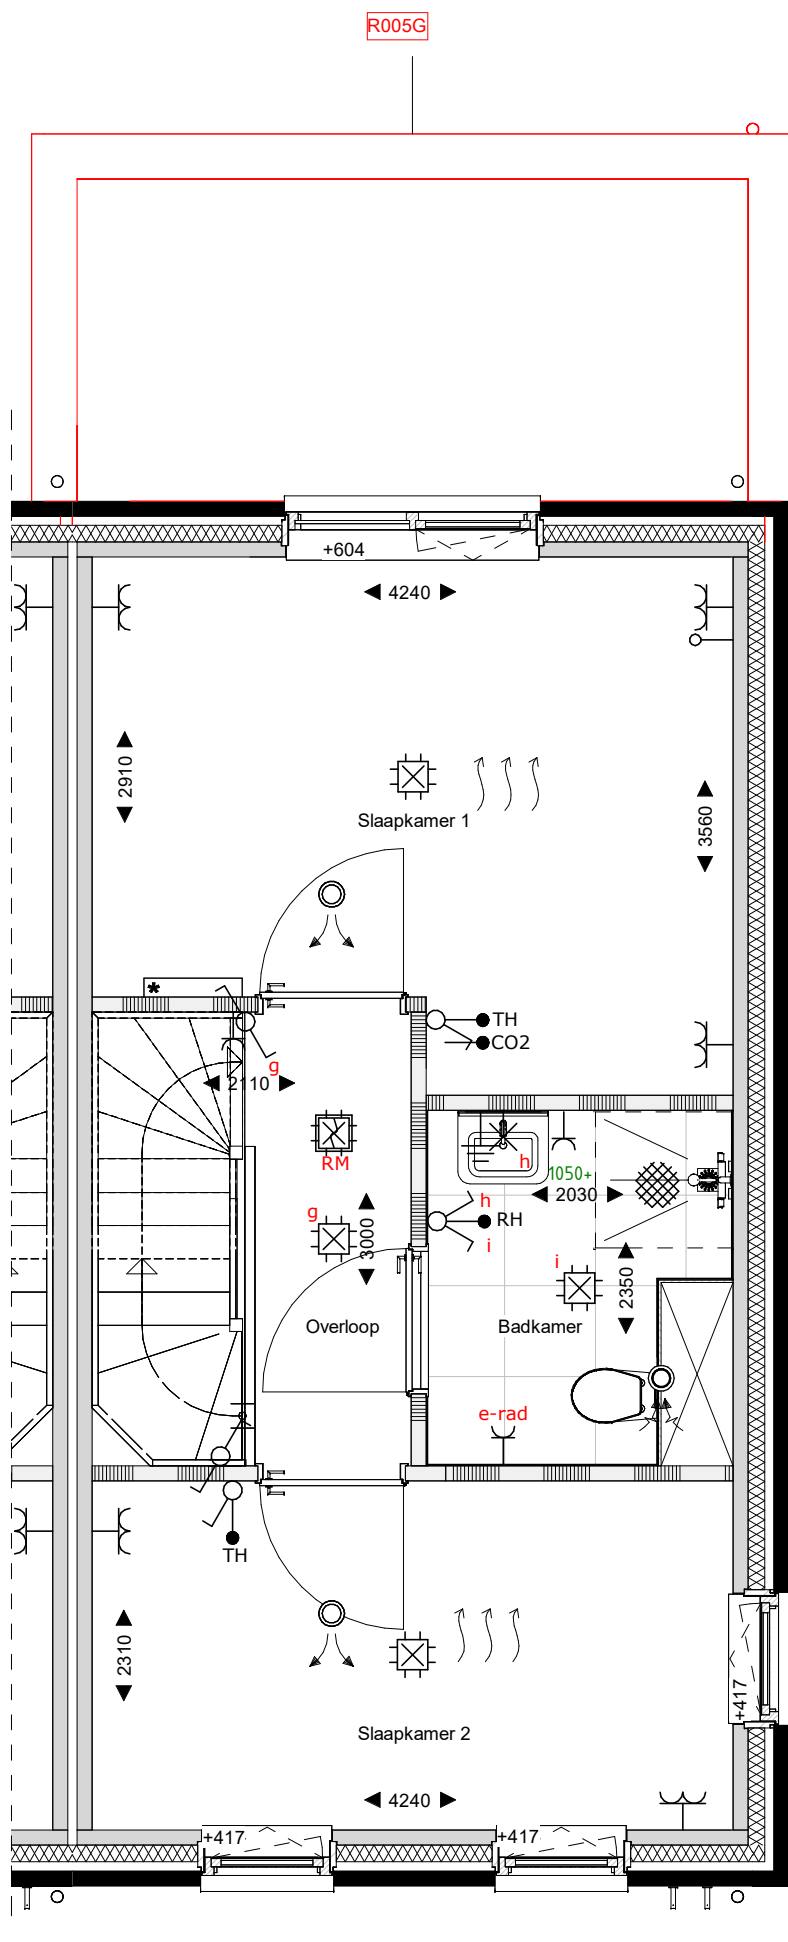 R005G
+604
4240
2910
3560
Slaapkamer 1
*
TH
CO2
g
2110
RM
h
1050+
2030
g
3000
h
RH
i
i
2350
Overloop
Badkamer
e-rad
TH
2310
+417
Slaapkamer 2
4240
+417
+417